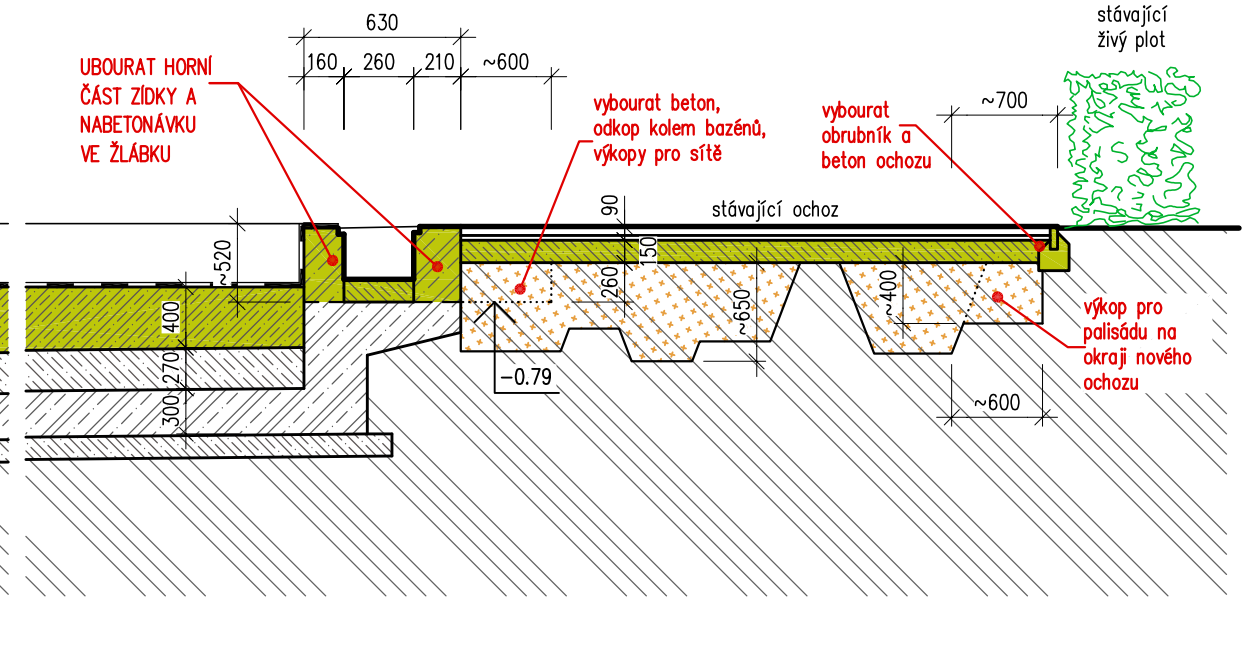 630
160
260
210
~600
UBOURAT HORNÍ
ČÁST ZÍDKY A
NABETONÁVKU
VE ŽLÁBKU
vybourat beton,
odkop kolem bazénů,
výkopy pro sítě
vybourat
obrubník a
beton ochozu
~700
stávající
živý plot
90
stávající ochoz
~520
150
260
~650
~400
400
270
300
-0.79
~600
výkop pro
palisádu na
okraji nového
ochozu